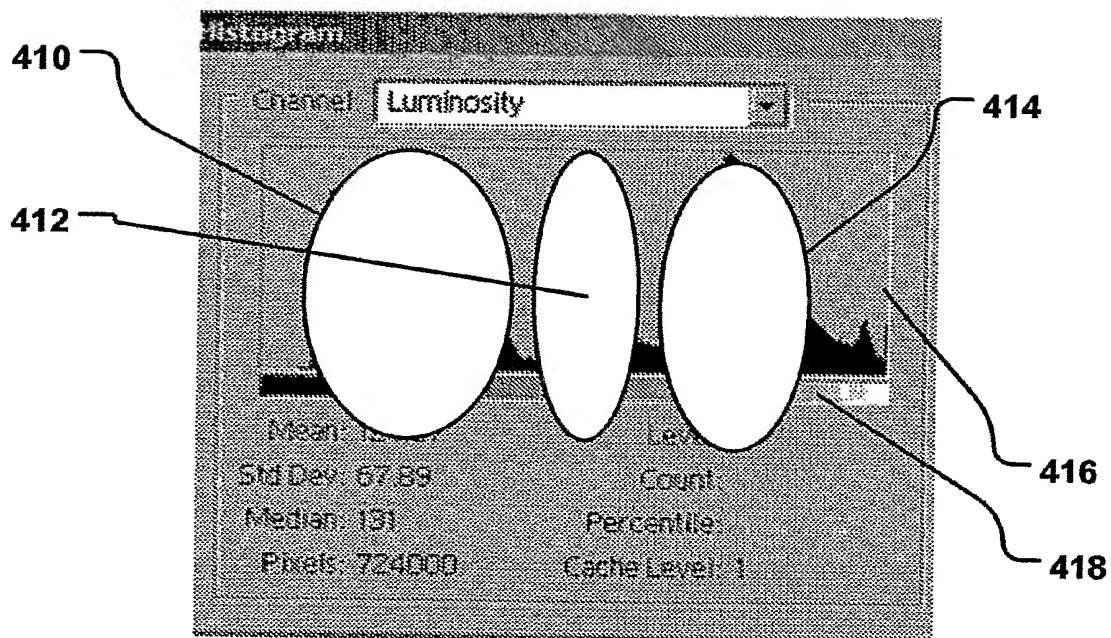 Histogram
410
Channel: Luminosity
414
412
Mean:
Std Dev: 67.89
Count:
416
Median: 131
Percentile:
Pixels: 724000
Cache Level: 1
418